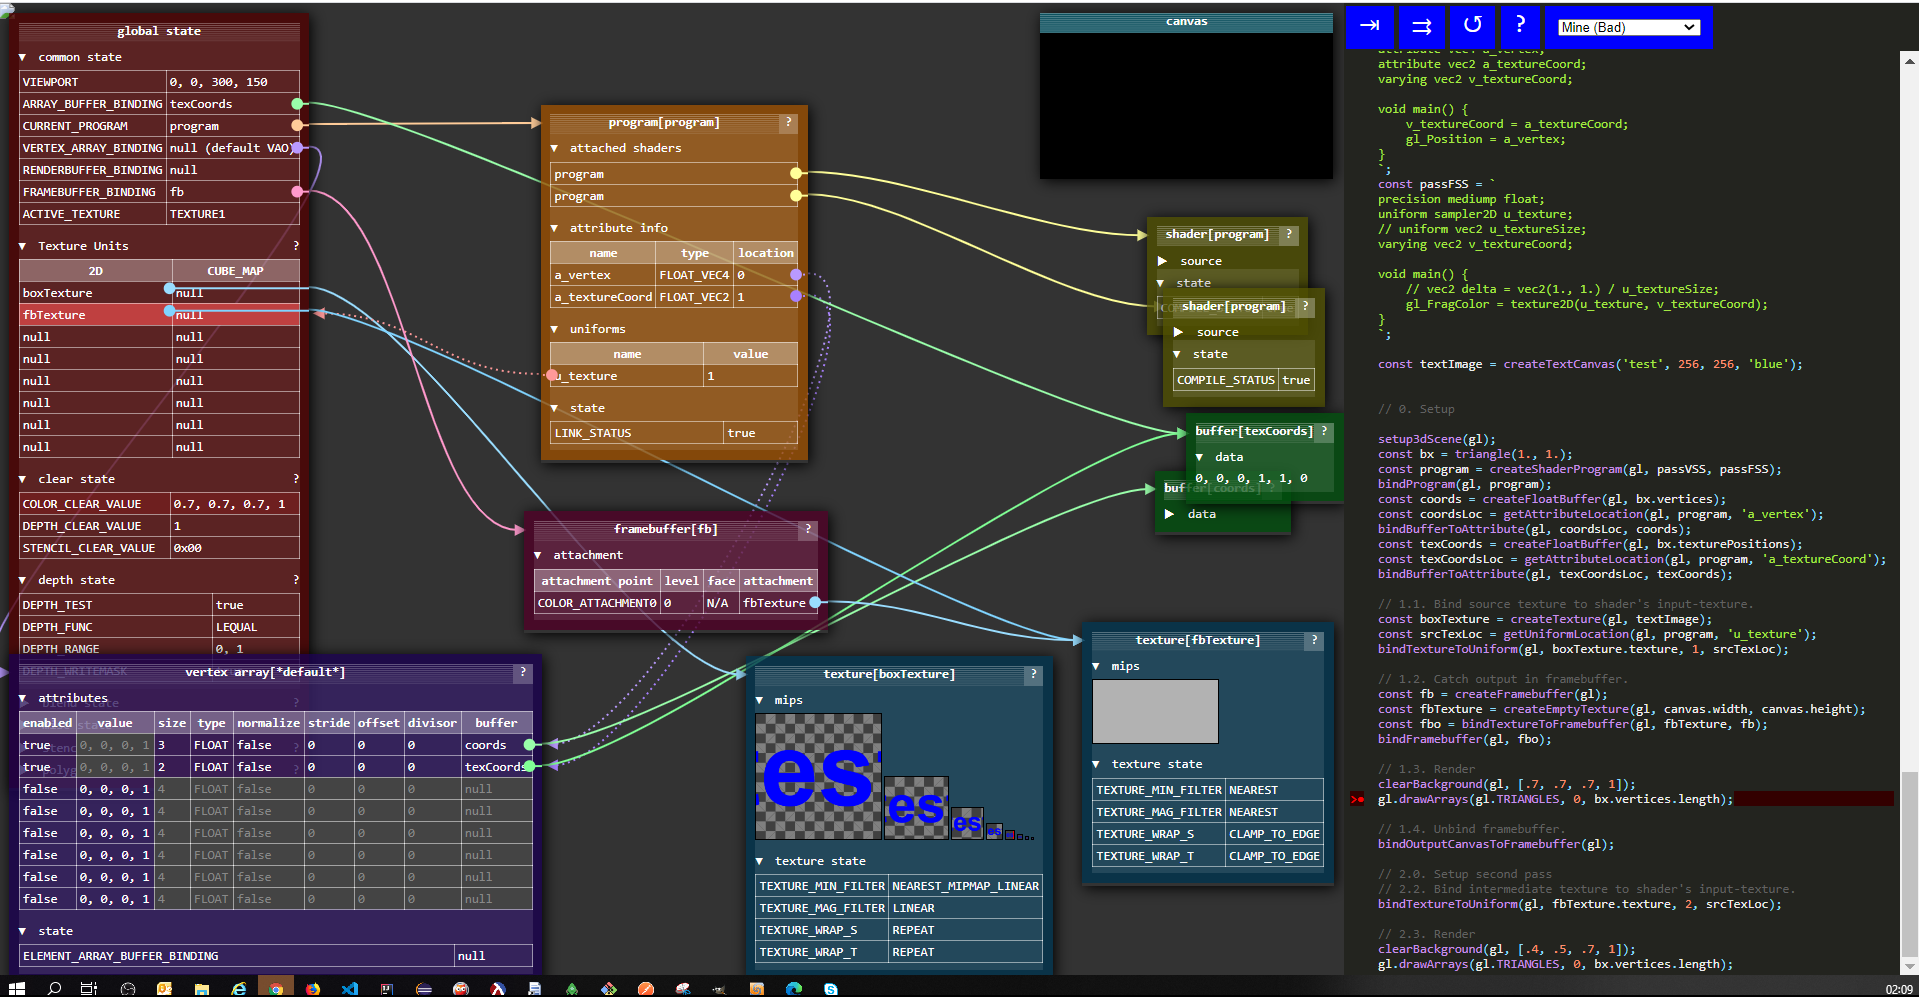 global state
common state
VIEWPORT 0, 0, 300, 150
ARRAY_BUFFER_BINDING texCoords
CURRENT_PROGRAM program
VERTEX_ARRAY_BINDING null (default VAO)
RENDERBUFFER_BINDING null
FRAMEBUFFER_BINDING fb
ACTIVE_TEXTURE TEXTURE1
Texture Units ?
2D CUBE_MAP
boxTexture null
fbTexture null
null null
null null
null null
null null
null null
null null
clear state ?
COLOR_CLEAR_VALUE 0.7, 0.7, 0.7, 1
DEPTH_CLEAR_VALUE 1
STENCIL_CLEAR_VALUE 0x00
depth state ?
DEPTH_TEST true
DEPTH_FUNC LEQUAL
DEPTH_RANGE 0, 1
DEPTH_WRITEMASK
vertex array[*default*] ?
attributes
enabled value size type normalize stride offset divisor buffer
true 0, 0, 0, 1 3 FLOAT false 0 0 0 coords
true 0, 0, 0, 1 2 FLOAT false 0 0 0 texCoords
false 0, 0, 0, 1 4 FLOAT false 0 0 0 null
false 0, 0, 0, 1 4 FLOAT false 0 0 0 null
false 0, 0, 0, 1 4 FLOAT false 0 0 0 null
false 0, 0, 0, 1 4 FLOAT false 0 0 0 null
false 0, 0, 0, 1 4 FLOAT false 0 0 0 null
false 0, 0, 0, 1 4 FLOAT false 0 0 0 null
state
ELEMENT_ARRAY_BUFFER_BINDING null
program[program] ?
attached shaders
program
program
attribute info
name type location
a_vertex FLOAT_VEC4 0
a_textureCoord FLOAT_VEC2 1
uniforms
name value
u_texture 1
state
LINK_STATUS true
framebuffer[fb] ?
attachment
attachment point level face attachment
COLOR_ATTACHMENT0 0 N/A fbTexture
texture[boxTexture] ?
mips
es
es
es
es
texture state
TEXTURE_MIN_FILTER NEAREST_MIPMAP_LINEAR
TEXTURE_MAG_FILTER LINEAR
TEXTURE_WRAP_S REPEAT
TEXTURE_WRAP_T REPEAT
canvas
shader[program] ?
source
state
shader[program] ?
source
state
COMPILE_STATUS true
buffer[texCoords] ?
data
0, 0, 0, 1, 1, 0
buffer[coords] ?
data
texture[fbTexture] ?
mips
texture state
TEXTURE_MIN_FILTER NEAREST
TEXTURE_MAG_FILTER NEAREST
TEXTURE_WRAP_S CLAMP_TO_EDGE
TEXTURE_WRAP_T CLAMP_TO_EDGE
? Mine (Bad)
attribute vec4 a_vertex;
attribute vec2 a_textureCoord;
varying vec2 v_textureCoord;
void main() {
v_textureCoord = a_textureCoord;
gl_Position = a_vertex;
}
`;
const passFSS = `
precision mediump float;
uniform sampler2D u_texture;
// uniform vec2 u_textureSize;
varying vec2 v_textureCoord;
void main() {
// vec2 delta = vec2(1., 1.) / u_textureSize;
gl_FragColor = texture2D(u_texture, v_textureCoord);
}
`;
const textImage = createTextCanvas('test', 256, 256, 'blue');
// 0. Setup
setup3dScene(gl);
const bx = triangle(1., 1.);
const program = createShaderProgram(gl, passVSS, passFSS);
bindProgram(gl, program);
const coords = createFloatBuffer(gl, bx.vertices);
const coordsLoc = getAttributeLocation(gl, program, 'a_vertex');
bindBufferToAttribute(gl, coordsLoc, coords);
const texCoords = createFloatBuffer(gl, bx.texturePositions);
const texCoordsLoc = getAttributeLocation(gl, program, 'a_textureCoord');
bindBufferToAttribute(gl, texCoordsLoc, texCoords);
// 1.1. Bind source texture to shader's input-texture.
const boxTexture = createTexture(gl, textImage);
const srcTexLoc = getUniformLocation(gl, program, 'u_texture');
bindTextureToUniform(gl, boxTexture.texture, 1, srcTexLoc);
// 1.2. Catch output in framebuffer.
const fb = createFramebuffer(gl);
const fbTexture = createEmptyTexture(gl, canvas.width, canvas.height);
const fbo = bindTextureToFramebuffer(gl, fbTexture, fb);
bindFramebuffer(gl, fbo);
// 1.3. Render
clearBackground(gl, [.7, .7, .7, 1]);
gl.drawArrays(gl.TRIANGLES, 0, bx.vertices.length);
// 1.4. Unbind framebuffer.
bindOutputCanvasToFramebuffer(gl);
// 2.0. Setup second pass
// 2.2. Bind intermediate texture to shader's input-texture.
bindTextureToUniform(gl, fbTexture.texture, 2, srcTexLoc);
// 2.3. Render
clearBackground(gl, [.4, .5, .7, 1]);
gl.drawArrays(gl.TRIANGLES, 0, bx.vertices.length);
02:09